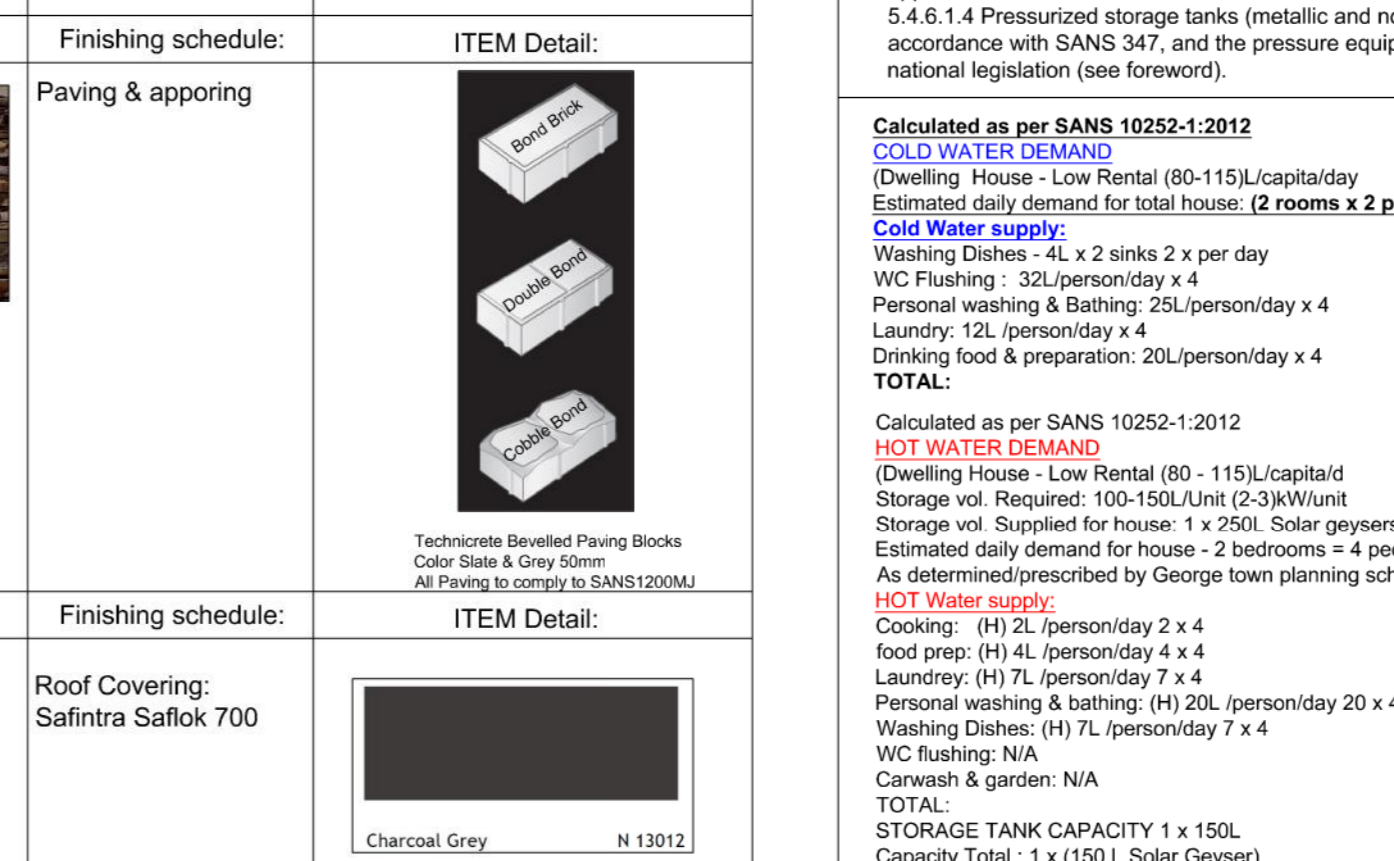 Finishing schedule:
ITEM Detail:
Paving & apporing
Bond Brick
Double Bond
Cobble Bond
Technicrete Bevelled Paving Blocks
Color Slate & Grey 50mm
All Paving to comply to SANS1200MJ
Finishing schedule:
ITEM Detail:
Roof Covering:
Safintra Saflok 700
Charcoal Grey N 13012
5.4.6.1.4 Pressurized storage tanks (metallic and
accordance with SANS 347, and the pressure
national legislation (see foreword).
Calculated as per SANS 10252-1:2012
COLD WATER DEMAND
(Dwelling House - Low Rental (80-115)L/capita/day
Estimated daily demand for total house: (2 rooms x 2
Cold Water supply:
Washing Dishes - 4L x 2 sinks 2 x per day
WC Flushing : 32L/person/day x 4
Personal washing & Bathing: 25L/person/day x 4
Laundry: 12L /person/day x 4
Drinking food & preparation: 20L/person/day x 4
TOTAL:
Calculated as per SANS 10252-1:2012
HOT WATER DEMAND
(Dwelling House - Low Rental (80 - 115)L/capita/d
Storage vol. Required: 100-150L/Unit (2-3)kW/unit
Storage vol. Supplied for house: 1 x 250L Solar geysers
Estimated daily demand for house - 2 bedrooms = 4
As determined/prescribed by George town planning
HOT Water supply:
Cooking: (H) 2L /person/day 2 x 4
food prep: (H) 4L /person/day 4 x 4
Laundrey: (H) 7L /person/day 7 x 4
Personal washing & bathing: (H) 20L /person/day 20 x 4
Washing Dishes: (H) 7L /person/day 7 x 4
WC flushing: N/A
Carwash & garden: N/A
TOTAL:
STORAGE TANK CAPACITY 1 x 150L
Capacity Total : 1 x (150 L Solar Geyser)